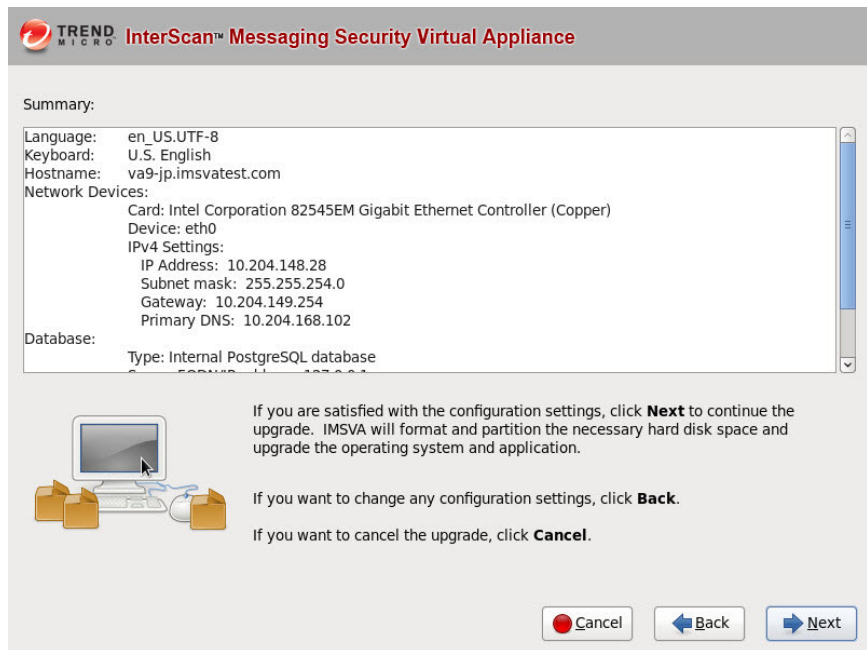 TREND MICRO InterScan™ Messaging Security Virtual Appliance
Summary:
Language: en_US.UTF-8
Keyboard: U.S. English
Hostname: va9-jp.imsvatest.com
Network Devices:
Card: Intel Corporation 82545EM Gigabit Ethernet Controller (Copper)
Device: eth0
IPv4 Settings:
IP Address: 10.204.148.28
Subnet mask: 255.255.254.0
Gateway: 10.204.149.254
Primary DNS: 10.204.168.102
Database:
Type: Internal PostgreSQL database
If you are satisfied with the configuration settings, click Next to continue the
upgrade. IMSVA will format and partition the necessary hard disk space and
upgrade the operating system and application.
If you want to change any configuration settings, click Back.
If you want to cancel the upgrade, click Cancel.
Cancel Back Next